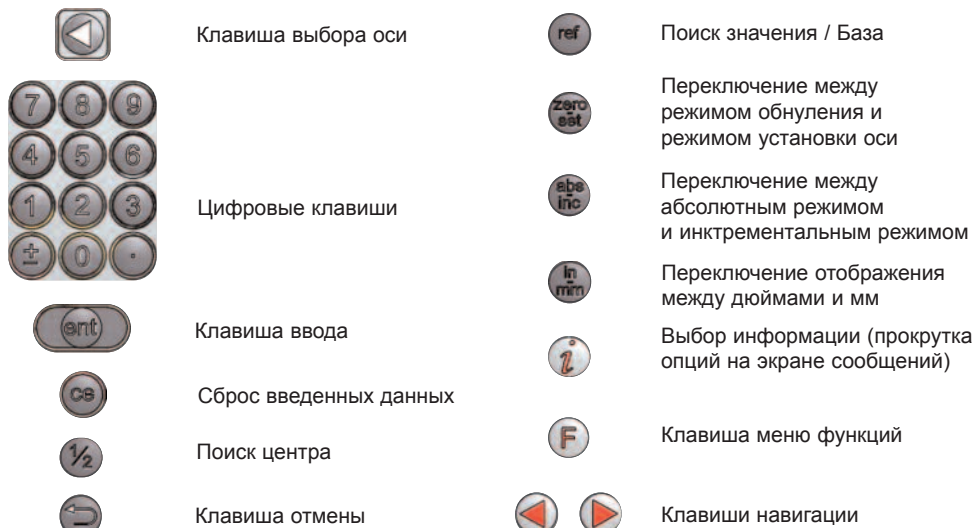 Клавиша выбора оси
7 8 9
4 5 6
1 2 3
± 0 .
Цифровые клавиши
ent
Клавиша ввода
ce
Сброс введенных данных
1/2
Поиск центра
Клавиша отмены
ref
Поиск значения / База
zero
set
Переключение между
режимом обнуления и
режимом установки оси
abs
inc
Переключение между
абсолютным режимом
и инктрементальным режимом
in
mm
Переключение отображения
между дюймами и мм
i
Выбор информации (прокрутка
опций на экране сообщений)
F
Клавиша меню функций
Клавиши навигации